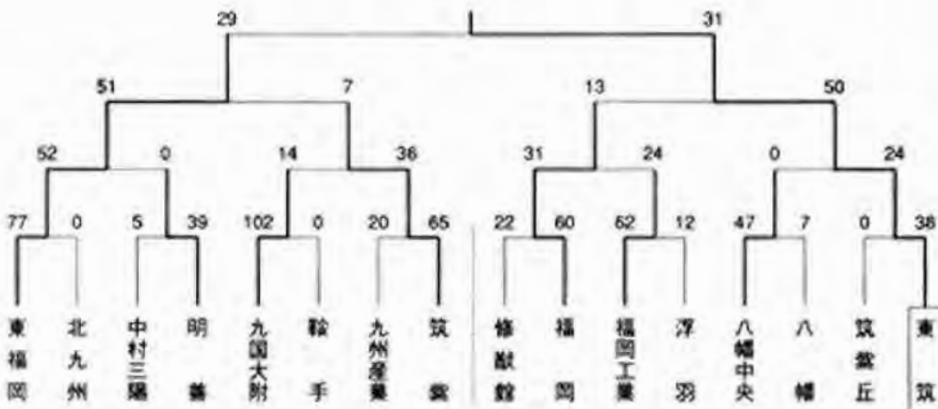 29 31
51 7 13 50
52 0 14 36 31 24 0 24
77 0 5 39 102 0 20 65 22 60 62 12 47 7 0 38
東福岡
北九州
中村三陽
明善
九国大附
鞍手
九州産業
筑紫
修猷館
福岡
福岡工業
浮羽
八幡中央
八幡
筑紫丘
東筑